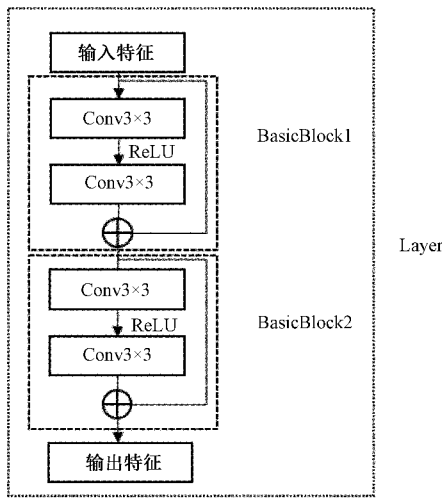 输入特征
Conv3×3
BasicBlock1
ReLU
Conv3×3
Layer
Conv3×3
ReLU
BasicBlock2
Conv3×3
输出特征